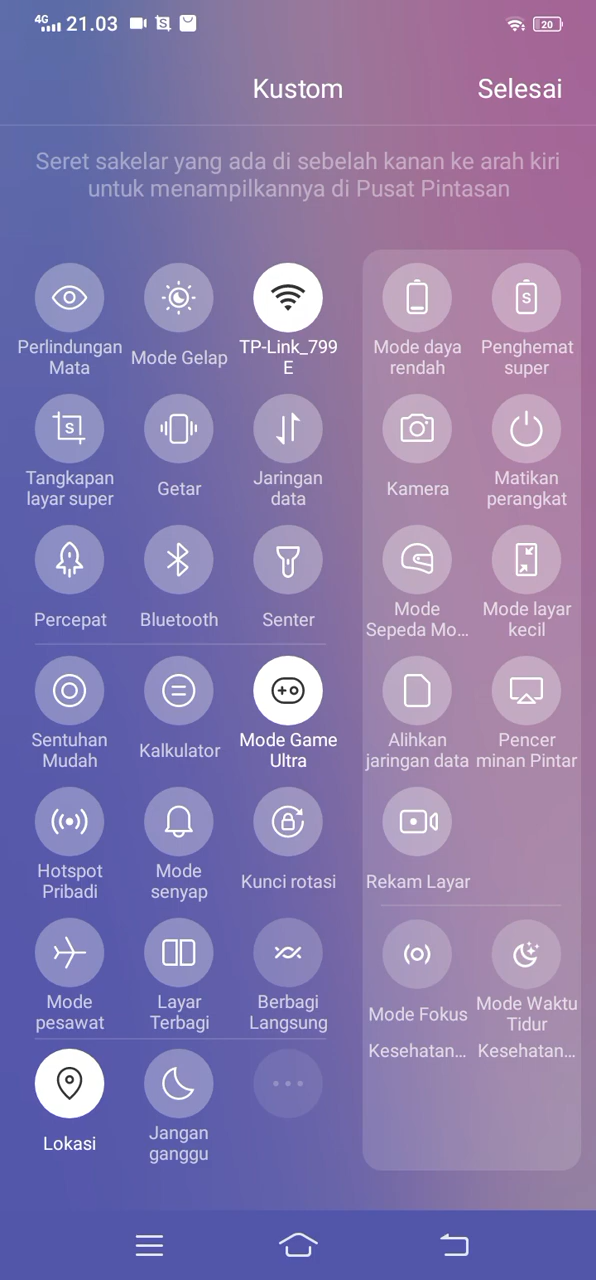 4G 21.03 S 20
Kustom Selesai
Seret sakelar yang ada di sebelah kanan ke arah kiri
untuk menampilkannya di Pusat Pintasan
Perlindungan
Mata
Mode Gelap
TP-Link_799
E
Mode daya
rendah
S
Penghemat
super
S
Tangkapan
layar super
Getar
Jaringan
data
Kamera
Matikan
perangkat
Percepat
Bluetooth
Senter
Mode
Sepeda Mo...
Mode layar
kecil
Sentuhan
Mudah
Kalkulator
Mode Game
Ultra
Alihkan
jaringan data
Pencer
minan Pintar
Hotspot
Pribadi
Mode
senyap
Kunci rotasi
Rekam Layar
Mode
pesawat
Layar
Terbagi
Berbagi
Langsung
Mode Fokus
Kesehatan...
Mode Waktu
Tidur
Kesehatan...
Lokasi
Jangan
ganggu